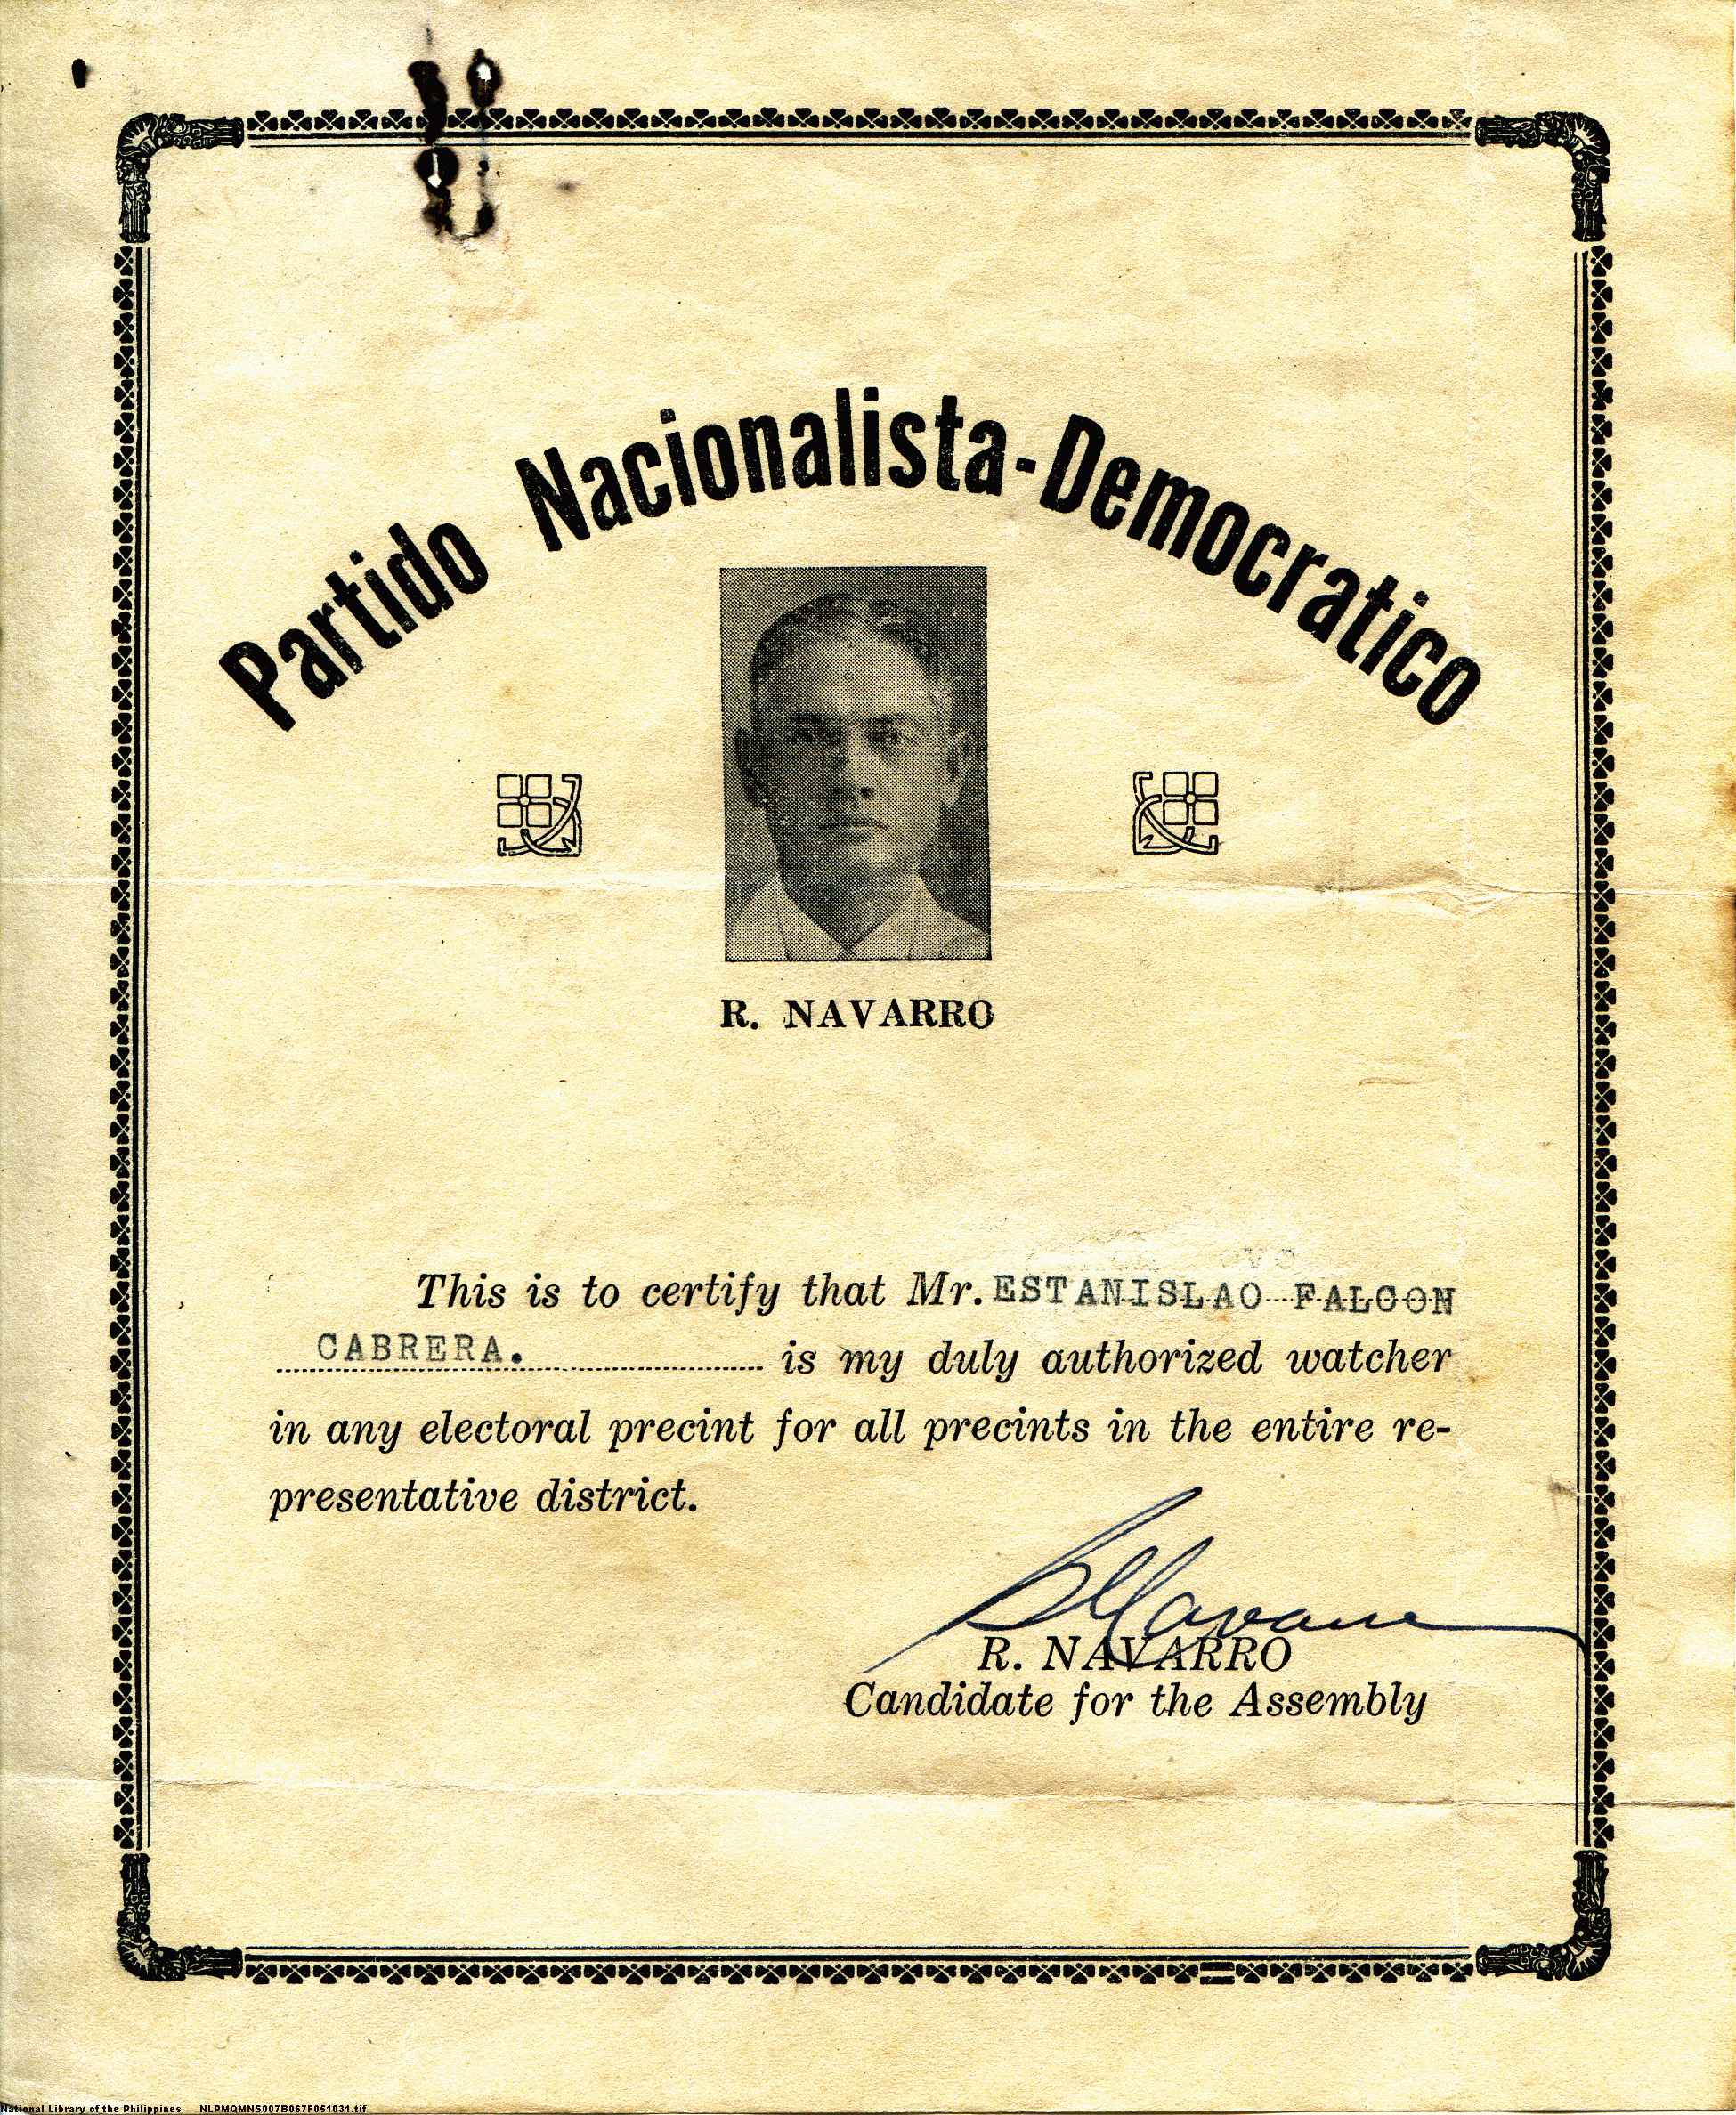 Partido Nacionalista-Democratico
R. NAVARRO
This is to certify that Mr. ESTANISLAO FALCON
CABRERA. is my duly authorized watcher
in any electoral precint for all precints in the entire re-
presentative district.
R Navarro
R. NAVARRO
Candidate for the Assembly
National Library of the Philippines NLPMQMNS007B067F051031.tif